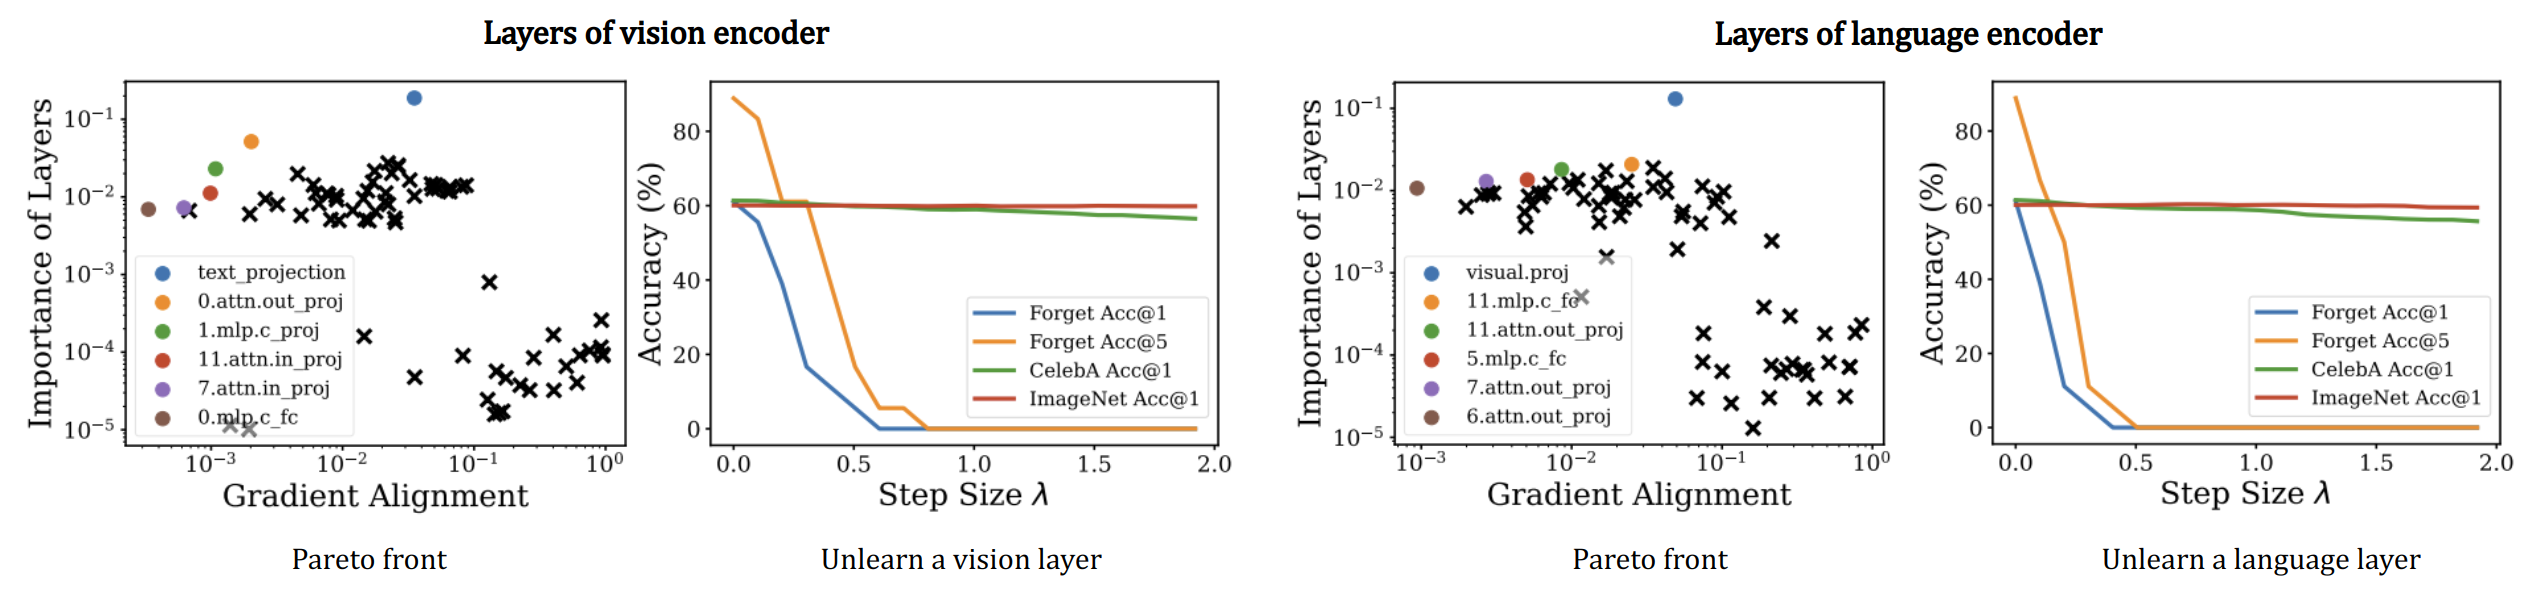 Layers of vision encoder
Layers of language encoder
Importance of Layers
10⁻¹
10⁻²
10⁻³
10⁻⁴
10⁻⁵
text_projection
0.attn.out_proj
1.mlp.c_proj
11.attn.in_proj
7.attn.in_proj
0.mlp.c_fc
10⁻³ 10⁻² 10⁻¹ 10⁰
Gradient Alignment
Pareto front
Accuracy (%)
80
60
40
20
0
Forget Acc@1
Forget Acc@5
CelebA Acc@1
ImageNet Acc@1
0.0 0.5 1.0 1.5 2.0
Step Size λ
Unlearn a vision layer
Importance of Layers
10⁻¹
10⁻²
10⁻³
10⁻⁴
10⁻�5
visual.proj
11.mlp.c_fc
11.attn.out_proj
5.mlp.c_fc
7.attn.out_proj
6.attn.out_proj
10⁻³ 10⁻² 10⁻¹ 10⁰
Gradient Alignment
Pareto front
Accuracy (%)
80
60
40
20
0
Forget Acc@1
Forget Acc@5
CelebA Acc@1
ImageNet Acc@1
0.0 0.5 1.0 1.5 2.0
Step Size λ
Unlearn a language layer